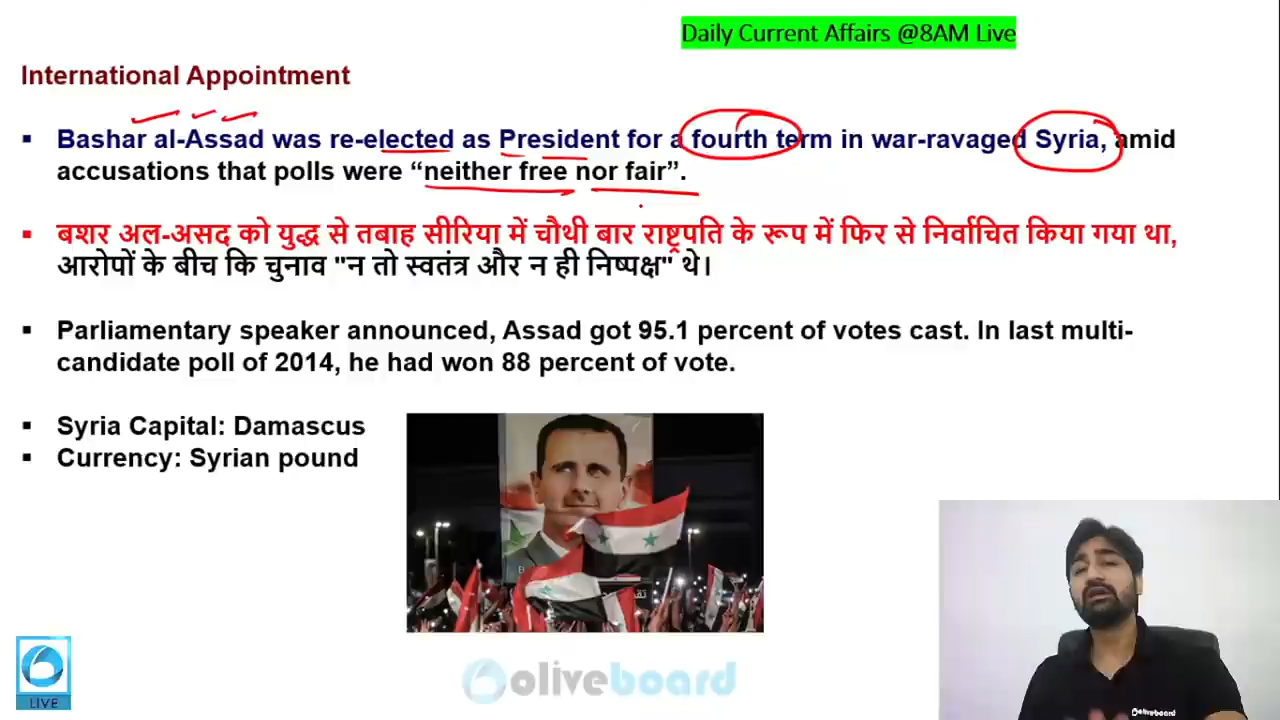 Daily Current Affairs @8AM Live
International Appointment
▪ Bashar al-Assad was re-elected as President for a fourth term in war-ravaged Syria, amid
accusations that polls were “neither free nor fair”.
▪ बशर अल-असद को युद्ध से तबाह सीरिया में चौथी बार राष्ट्रपति के रूप में फिर से निर्वाचित किया गया था,
आरोपों के बीच कि चुनाव "न तो स्वतंत्र और न ही निष्पक्ष" थे।
▪ Parliamentary speaker announced, Assad got 95.1 percent of votes cast. In last multi-
candidate poll of 2014, he had won 88 percent of vote.
▪ Syria Capital: Damascus
▪ Currency: Syrian pound
LIVE
oliveboard
oliveboard